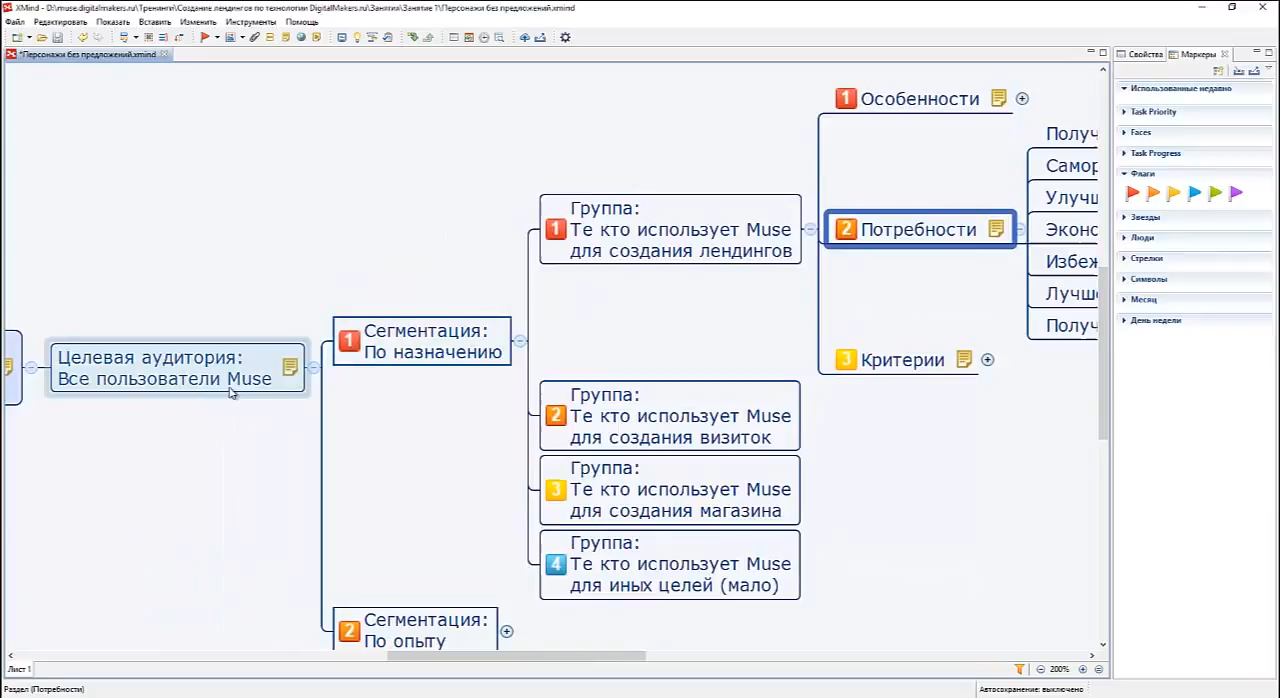 XMind - D:\muse.digitalmakers.ru\Тренинги\Создание лендингов по технологии DigitalMakers.ru\Занятия\Занятие 1\Персонажи без предложений.xmind
Файл Редактировать Показать Вставить Изменить Инструменты Помощь
*Персонажи без предложений.xmind
Свойства Маркеры
Использованные недавно
Task Priority
Faces
Task Progress
Флаги
Звезды
Люди
Стрелки
Символы
Месяц
День недели
1 Особенности
2 Потребности
3 Критерии
Получ
Самор
Улучш
Эконо
Избеж
Лучше
Получ
Группа:
1 Те кто использует Muse
для создания лендингов
Сегментация:
1 По назначению
Целевая аудитория:
Все пользователи Muse
Группа:
2 Те кто использует Muse
для создания визиток
Группа:
3 Те кто использует Muse
для создания магазина
Группа:
4 Те кто использует Muse
для иных целей (мало)
Сегментация:
2 По опыту
Лист 1
200%
Раздел (Потребности)
Автосохранение: выключено